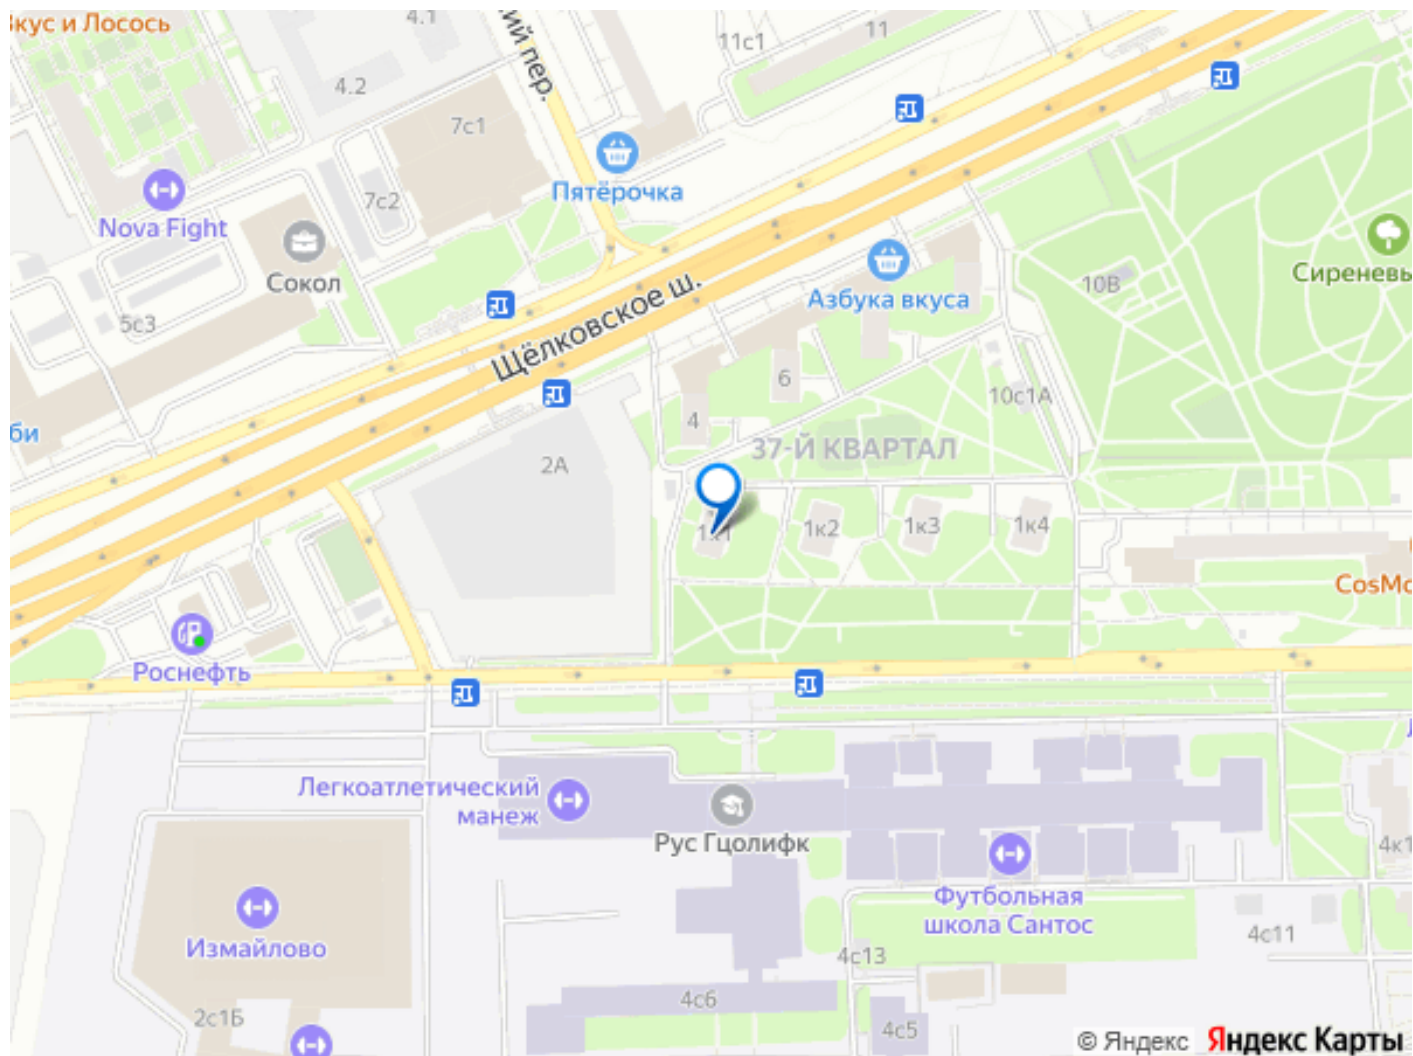 Вкус и Лосось
4.1
ий пер.
11с1
11
4.2
7с1
Пятёрочка
7с2
Nova Fight
Сокол
Сиреневы
10В
Азбука вкуса
Щёлковское ш.
5с3
6
10с1А
4
би
37-Й КВАРТАЛ
2А
1к1
1к2
1к3
1к4
CosMo
Роснефть
Легкоатлетический
манеж
Рус Гцолифк
4к1
Футбольная
школа Сантос
Измайлово
4с11
4с13
4с6
2с1Б
4с5
© Яндекс Яндекс Карты